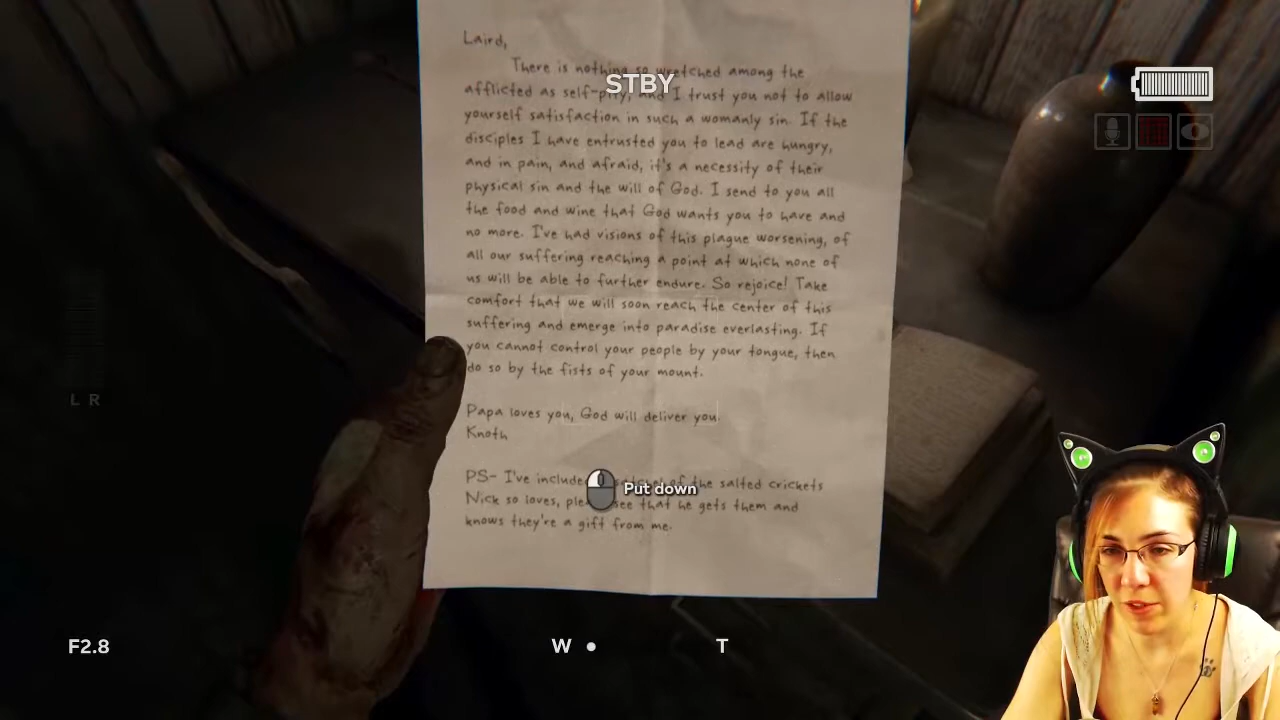 Laird,
There is nothing so wretched among the
STBY
afflicted as self-pity, and I trust you not to allow
yourself satisfaction in such a womanly sin. If the
disciples I have entrusted you to lead are hungry,
and in pain, and afraid, it's a necessity of their
physical sin and the will of God. I send to you all
the food and wine that God wants you to have and
no more. I've had visions of this plague worsening, of
all our suffering reaching a point at which none of
us will be able to further endure. So rejoice! Take
comfort that we will soon reach the center of this
suffering and emerge into paradise everlasting. If
you cannot control your people by your tongue, then
do so by the fists of your mount.
L R
Papa loves you, God will deliver you.
Knoth
PS- I've included of the salted crickets
Put down
Nick so loves, please see that he gets them and
knows they're a gift from me.
F2.8
W T